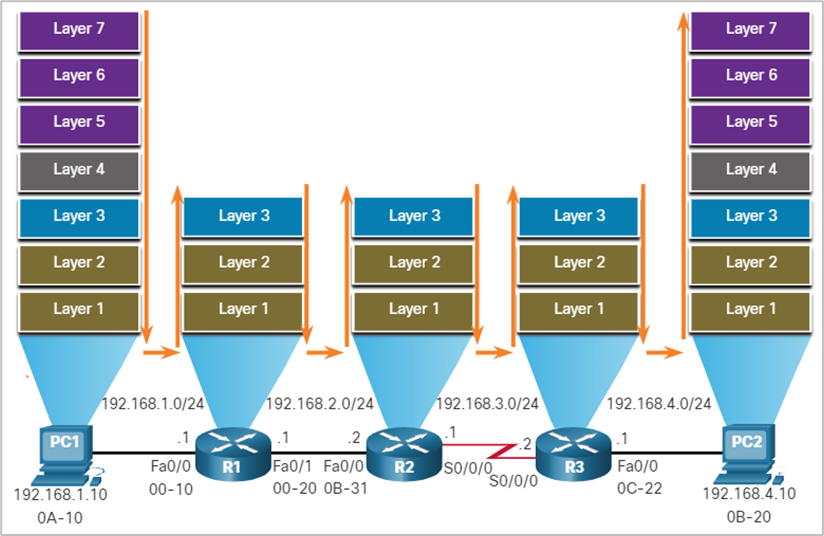 Layer 7
Layer 6
Layer 5
Layer 4
Layer 3
Layer 2
Layer 1
Layer 3
Layer 2
Layer 1
Layer 3
Layer 2
Layer 1
Layer 3
Layer 2
Layer 1
Layer 7
Layer 6
Layer 5
Layer 4
Layer 3
Layer 2
Layer 1
192.168.1.0/24
192.168.2.0/24
192.168.3.0/24
192.168.4.0/24
PC1
192.168.1.10
0A-10
.1
Fa0/0
00-10
R1
.1
Fa0/1
00-20
.2
Fa0/0
0B-31
R2
.1
S0/0/0
.2
S0/0/0
R3
.1
Fa0/0
0C-22
PC2
192.168.4.10
0B-20